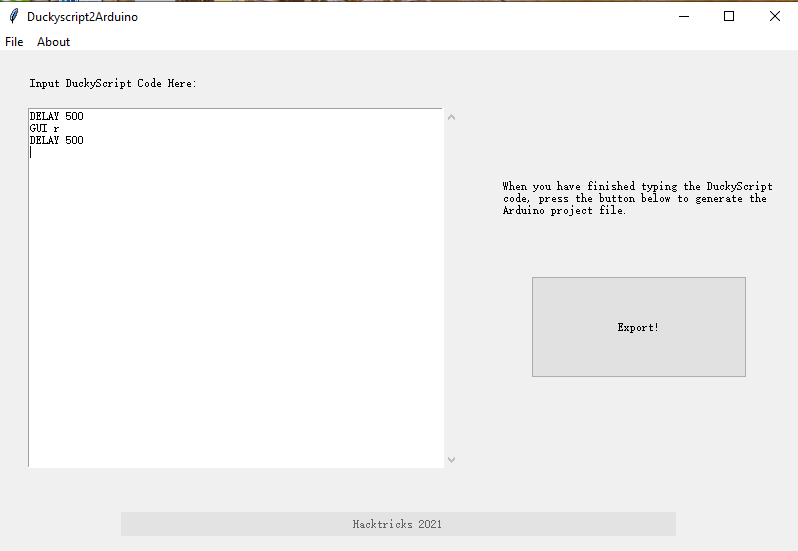 Duckyscript2Arduino
File About
Input DuckyScript Code Here:
DELAY 500
GUI r
DELAY 500
When you have finished typing the DuckyScript
code, press the button below to generate the
Arduino project file.
Export!
Hacktricks 2021